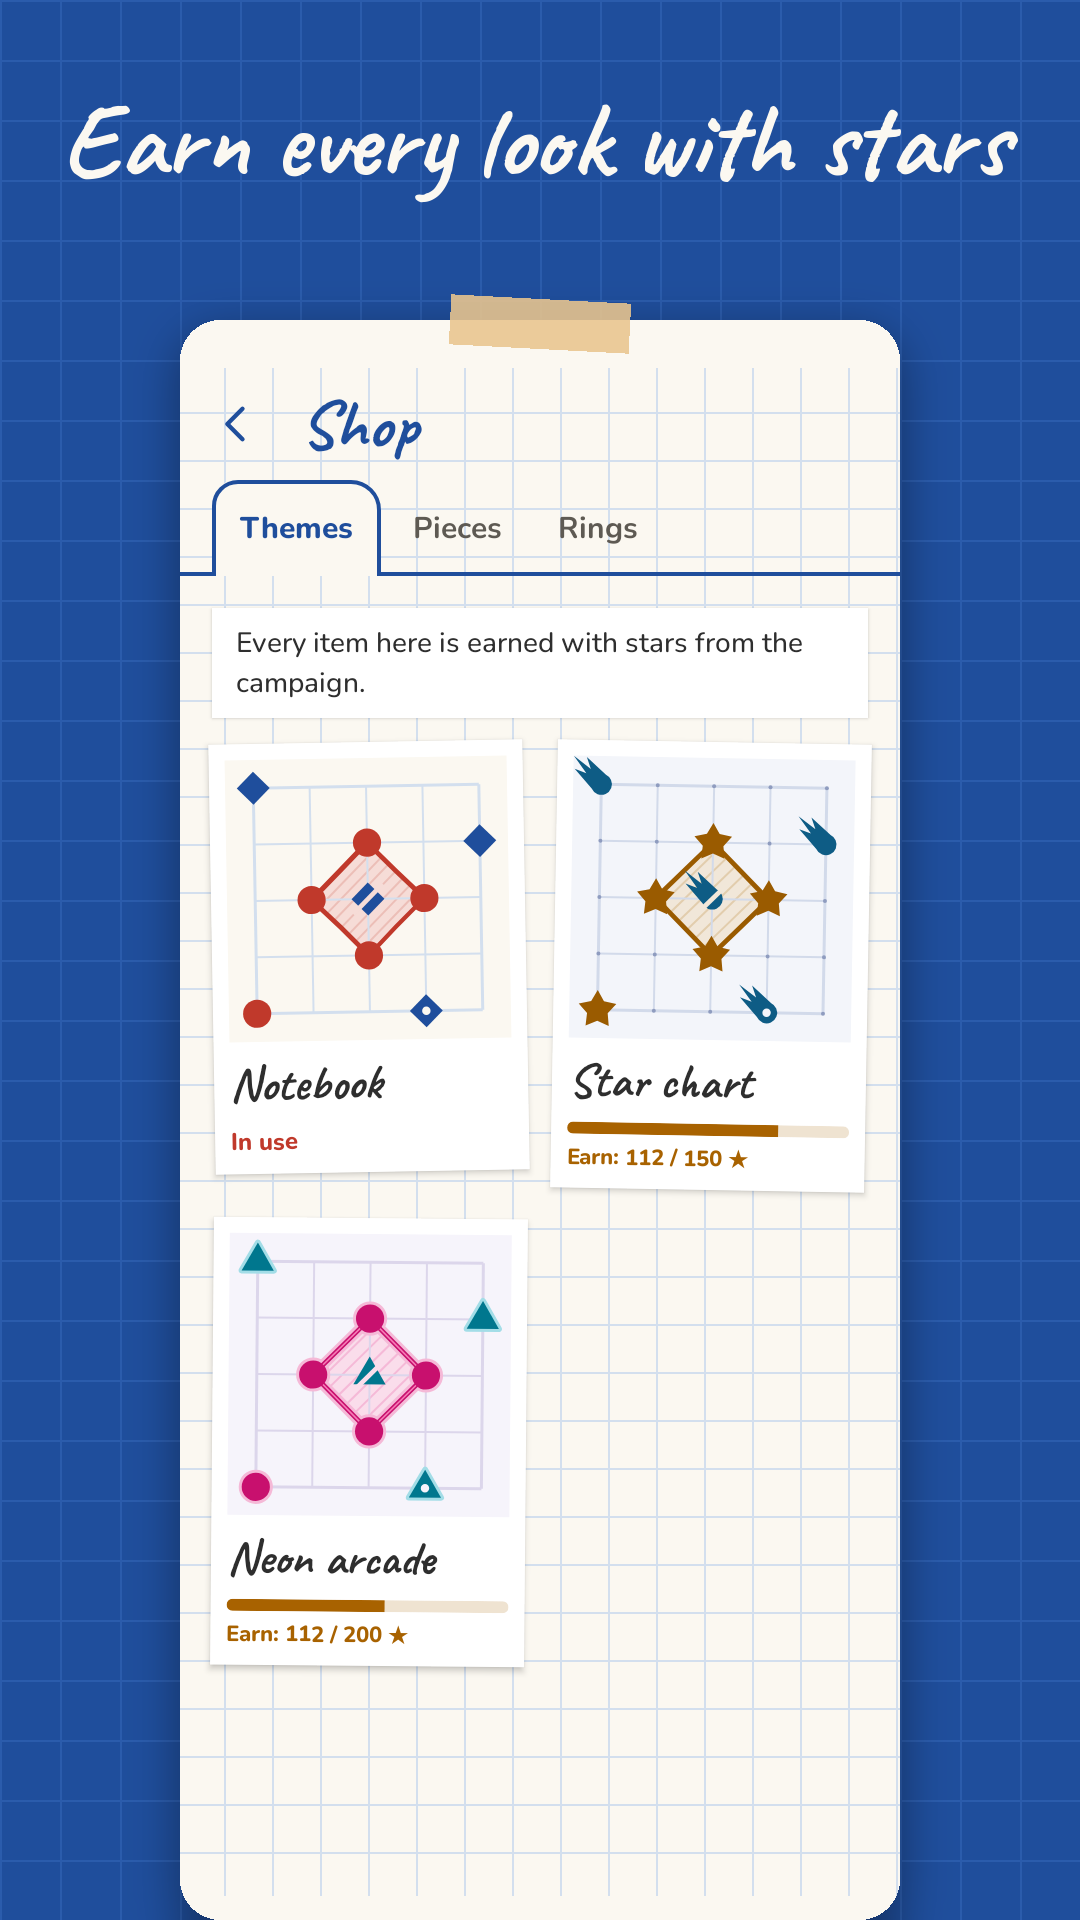 Earn every look with stars
Shop
Themes
Pieces
Rings
Every item here is earned with stars from the
campaign.
Notebook
In use
Star chart
Earn: 112 / 150 ★
Neon arcade
Earn: 112 / 200 ★